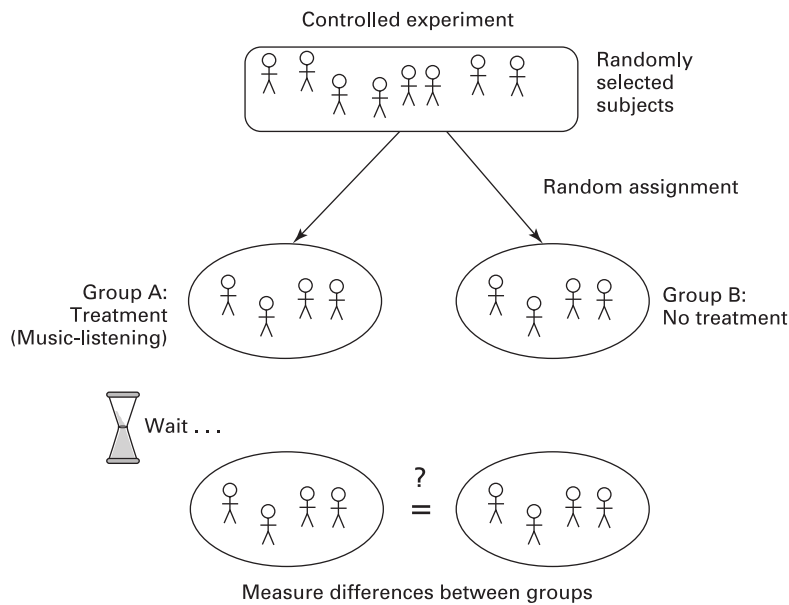 Controlled experiment
Randomly
selected
subjects
Random assignment
Group A:
Treatment
(Music-listening)
Group B:
No treatment
Wait . . .
?
=
Measure differences between groups